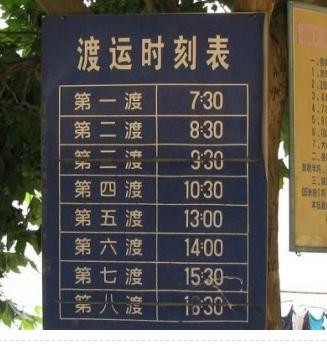 渡运时刻表
第一渡 7:30
第二渡 8:30
第三渡 9:30
第四渡 10:30
第五渡 13:00
第六渡 14:00
第七渡 15:30
第八渡 16:30